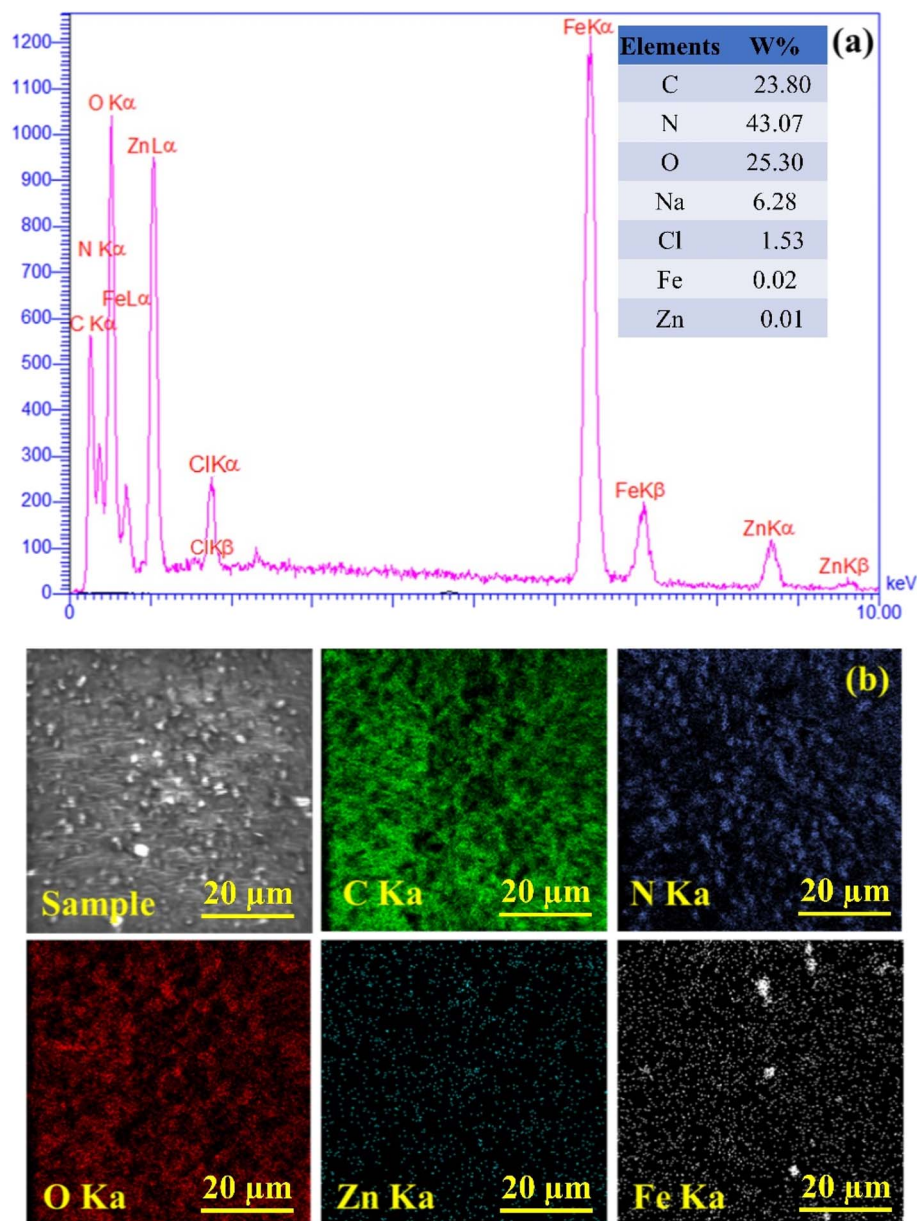 1200
1100
1000
900
800
700
600
500
400
300
200
100
0
O Kα
ZnLα
N Kα
FeLα
C Kα
ClKα
ClKβ
FeKα
FeKβ
ZnKα
ZnKβ
0
10.00
keV
(a)
Elements W%
C 23.80
N 43.07
O 25.30
Na 6.28
Cl 1.53
Fe 0.02
Zn 0.01
(b)
Sample 20 µm
C Ka 20 µm
N Ka 20 µm
O Ka 20 µm
Zn Ka 20 µm
Fe Ka 20 µm